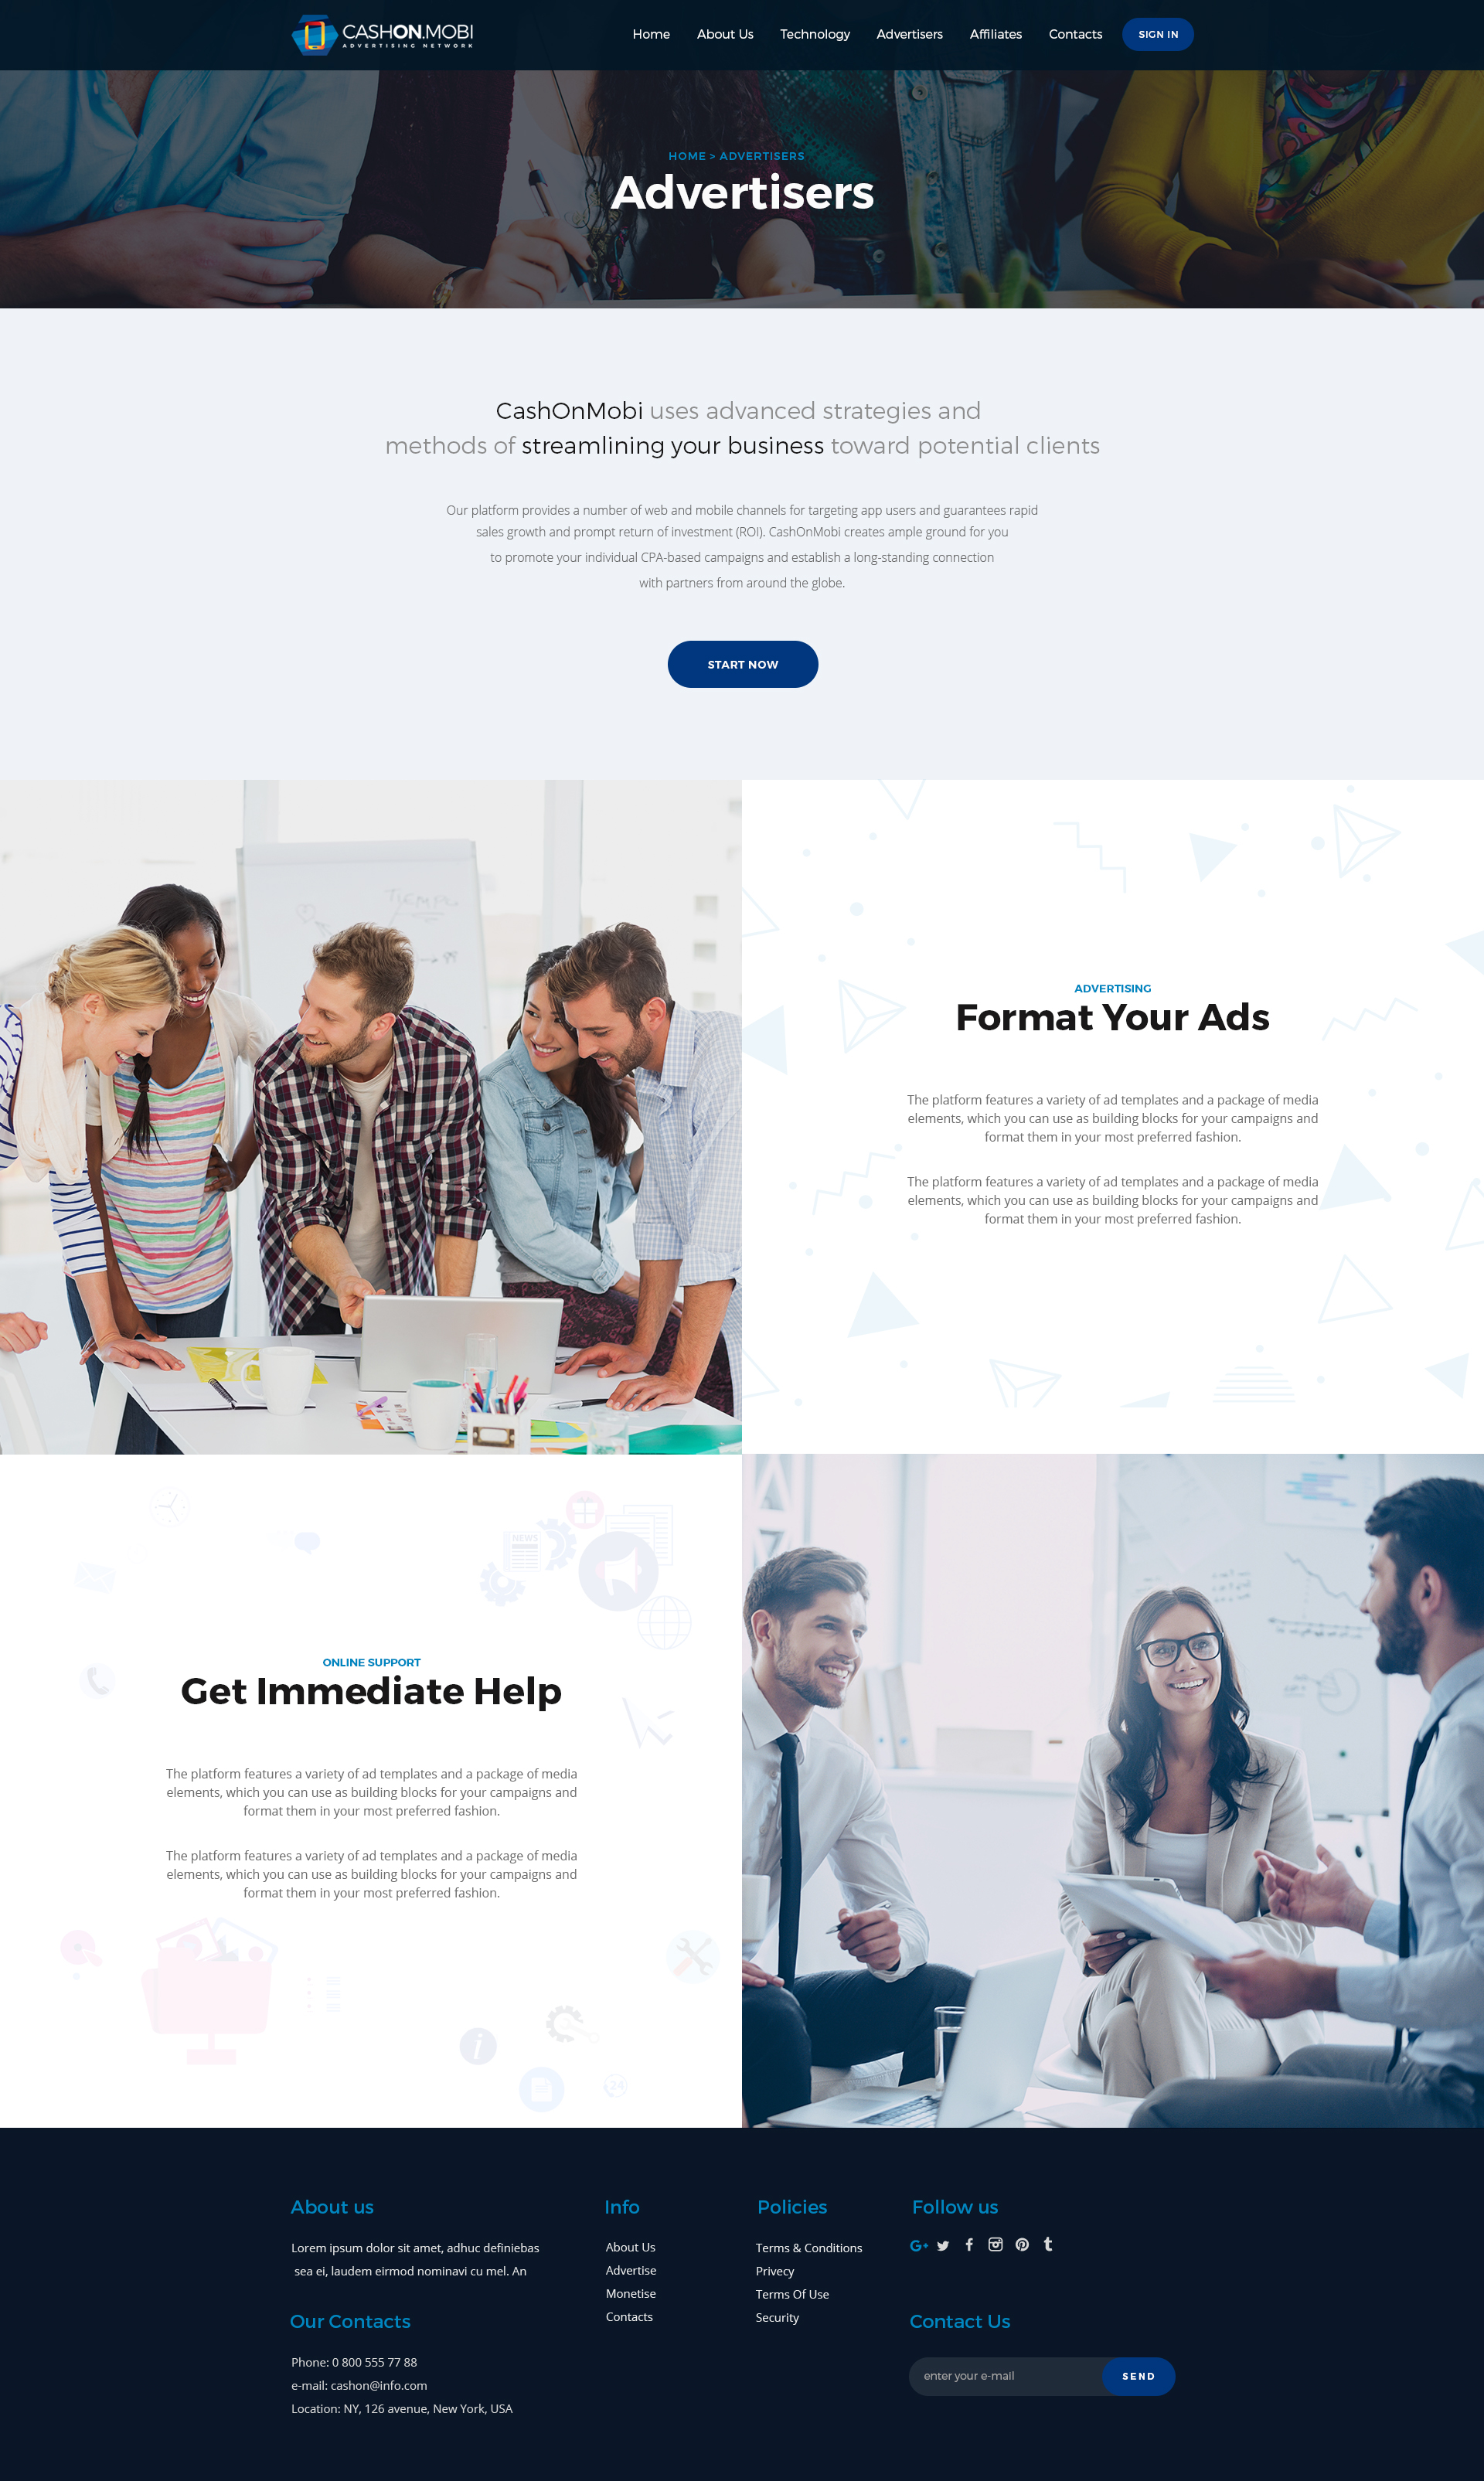 CASHON.MOBI
ADVERTISING NETWORK
Home
About Us
Technology
Advertisers
Affiliates
Contacts
SIGN IN
HOME > ADVERTISERS
Advertisers
CashOnMobi uses advanced strategies and
methods of streamlining your business toward potential clients
Our platform provides a number of web and mobile channels for targeting app users and guarantees rapid
sales growth and prompt return of investment (ROI). CashOnMobi creates ample ground for you
to promote your individual CPA-based campaigns and establish a long-standing connection
with partners from around the globe.
START NOW
TIEMPO
ADVERTISING
Format Your Ads
The platform features a variety of ad templates and a package of media
elements, which you can use as building blocks for your campaigns and
format them in your most preferred fashion.
The platform features a variety of ad templates and a package of media
elements, which you can use as building blocks for your campaigns and
format them in your most preferred fashion.
NEWS
ONLINE SUPPORT
Get Immediate Help
The platform features a variety of ad templates and a package of media
elements, which you can use as building blocks for your campaigns and
format them in your most preferred fashion.
The platform features a variety of ad templates and a package of media
elements, which you can use as building blocks for your campaigns and
format them in your most preferred fashion.
24
About us
Lorem ipsum dolor sit amet, adhuc definiebas
sea ei, laudem eirmod nominavi cu mel. An
Our Contacts
Phone: 0 800 555 77 88
e-mail: cashon@info.com
Location: NY, 126 avenue, New York, USA
Info
About Us
Advertise
Monetise
Contacts
Policies
Terms & Conditions
Privecy
Terms Of Use
Security
Follow us
Contact Us
enter your e-mail
SEND